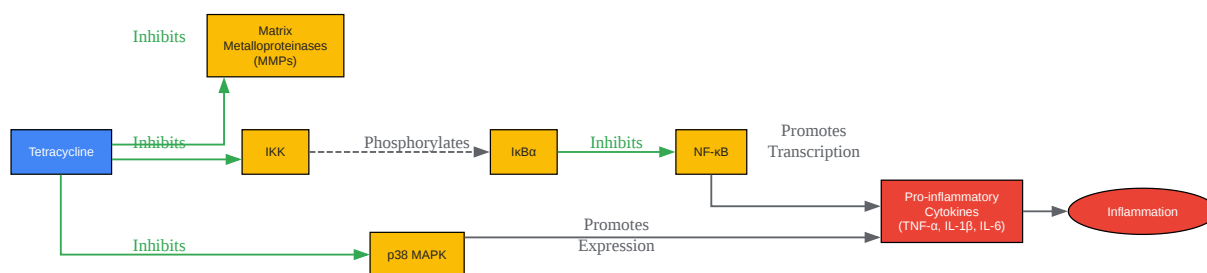 Inhibits
Matrix
Metalloproteinases
(MMPs)
Tetracycline
Inhibits
IKK
Phosphorylates
IκBα
Inhibits
NF-κB
Promotes
Transcription
Pro-inflammatory
Cytokines
(TNF-α, IL-1β, IL-6)
Inflammation
Inhibits
p38 MAPK
Promotes
Expression